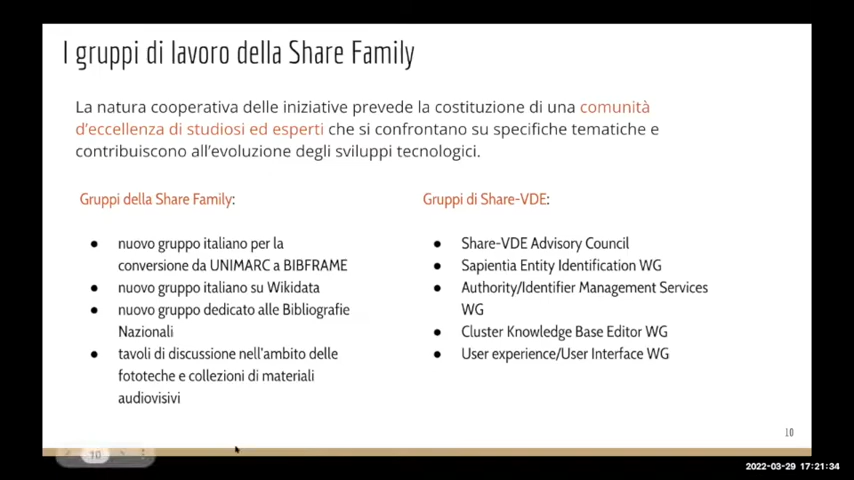 I gruppi di lavoro della Share Family
La natura cooperativa delle iniziative prevede la costituzione di una comunità
d'eccellenza di studiosi ed esperti che si confrontano su specifiche tematiche e
contribuiscono all'evoluzione degli sviluppi tecnologici.
Gruppi della Share Family:
● nuovo gruppo italiano per la
conversione da UNIMARC a BIBFRAME
● nuovo gruppo italiano su Wikidata
● nuovo gruppo dedicato alle Bibliografie
Nazionali
● tavoli di discussione nell'ambito delle
fototeche e collezioni di materiali
audiovisivi
Gruppi di Share-VDE:
● Share-VDE Advisory Council
● Sapientia Entity Identification WG
● Authority/Identifier Management Services
WG
● Cluster Knowledge Base Editor WG
● User experience/User Interface WG
10
10
2022-03-29 17:21:34